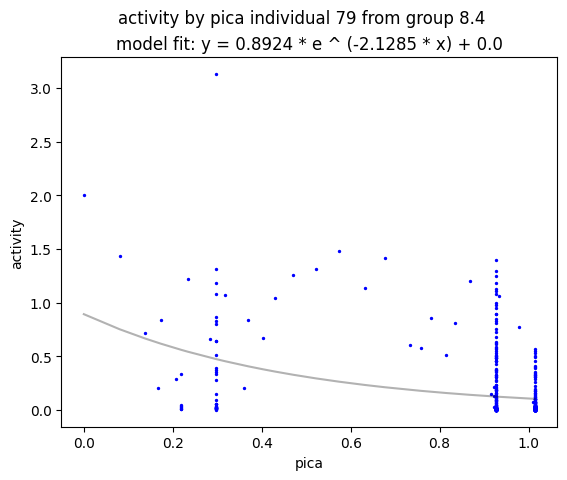 activity by pica individual 79 from group 8.4
model fit: y = 0.8924 * e ^ (-2.1285 * x) + 0.0
3.0
2.5
2.0
1.5
1.0
0.5
0.0
activity
0.0 0.2 0.4 0.6 0.8 1.0
pica